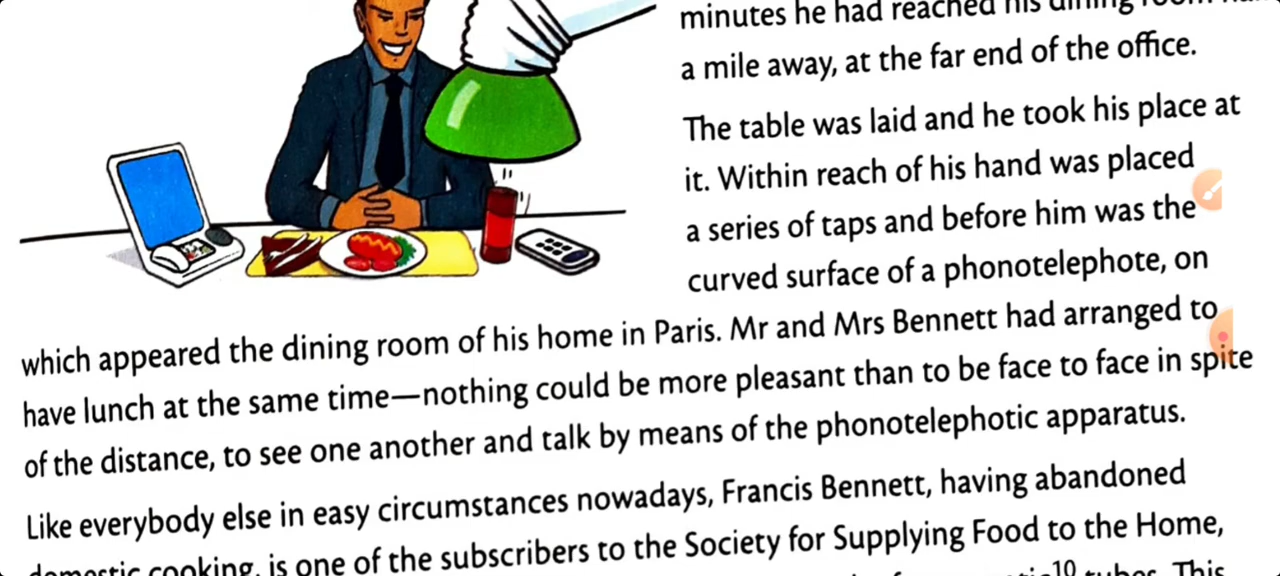 minutes he had reached his dining room
a mile away, at the far end of the office.
The table was laid and he took his place at
it. Within reach of his hand was placed
a series of taps and before him was the
curved surface of a phonotelephote, on
which appeared the dining room of his home in Paris. Mr and Mrs Bennett had arranged to
have lunch at the same time—nothing could be more pleasant than to be face to face in spite
of the distance, to see one another and talk by means of the phonotelephotic apparatus.
Like everybody else in easy circumstances nowadays, Francis Bennett, having abandoned
domestic cooking, is one of the subscribers to the Society for Supplying Food to the Home,
tubes. This